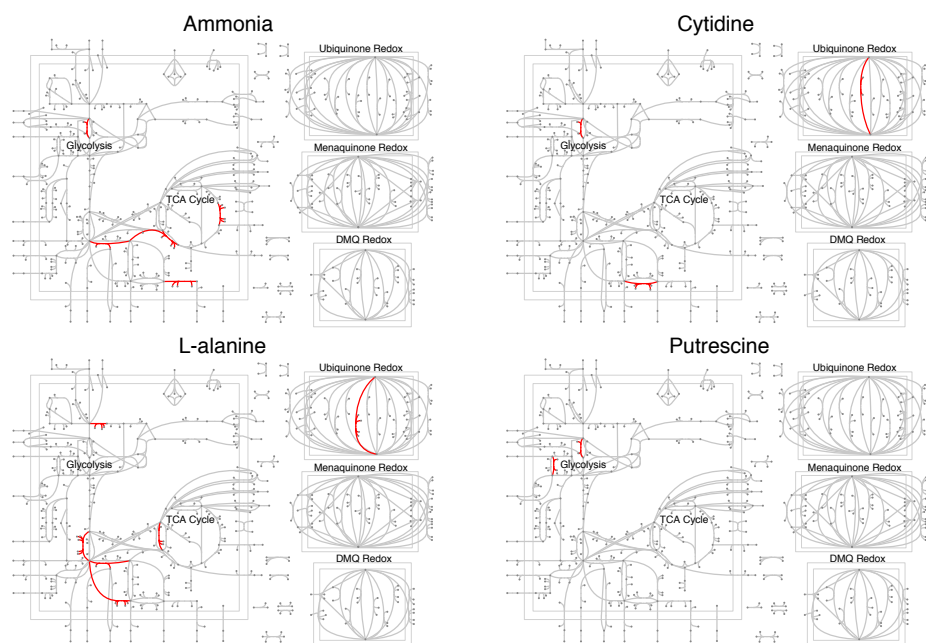 Ammonia
Ubiquinone Redox
Glycolysis
Menaquinone Redox
TCA Cycle
DMQ Redox
Cytidine
Ubiquinone Redox
Glycolysis
Menaquinone Redox
TCA Cycle
DMQ Redox
L-alanine
Ubiquinone Redox
Glycolysis
Menaquinone Redox
TCA Cycle
DMQ Redox
Putrescine
Ubiquinone Redox
Glycolysis
Menaquinone Redox
TCA Cycle
DMQ Redox